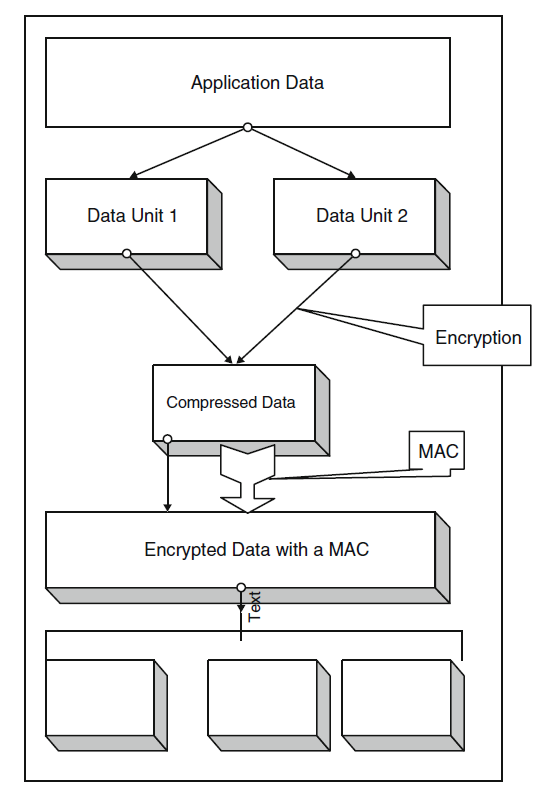 Application Data
Data Unit 1
Data Unit 2
Encryption
Compressed Data
MAC
Encrypted Data with a MAC
Text